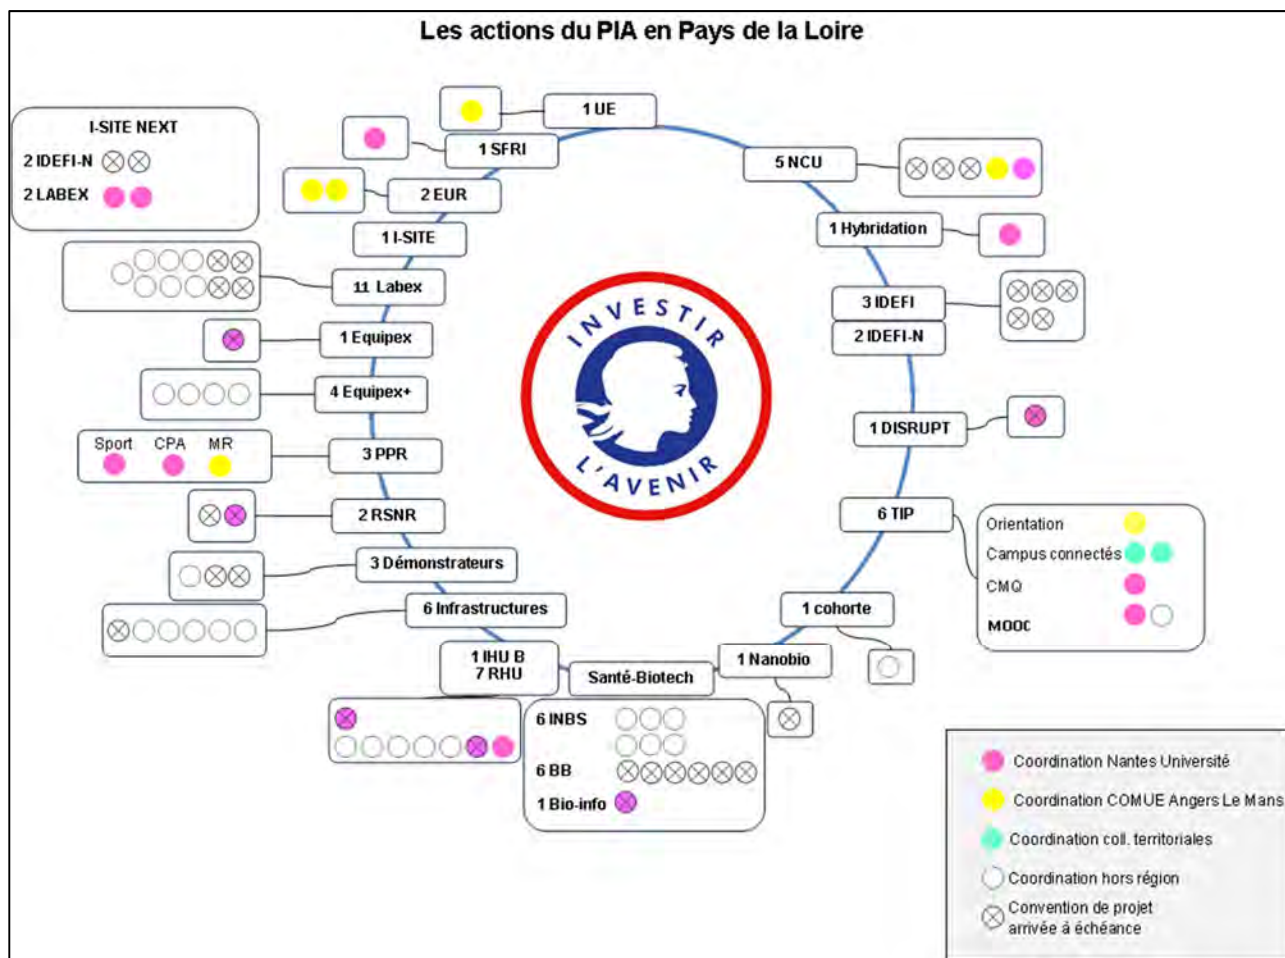 Les actions du PIA en Pays de la Loire
I-SITE NEXT
2 IDEFI-N
2 LABEX
1 UE
1 SFRI
2 EUR
1 I-SITE
11 Labex
1 Equipex
4 Equipex+
Sport CPA MR
3 PPR
2 RSNR
3 Démonstrateurs
6 Infrastructures
1 IHU B
7 RHU
Santé-Biotech
6 INBS
6 BB
1 Bio-info
1 Nanobio
1 cohorte
5 NCU
1 Hybridation
3 IDEFI
2 IDEFI-N
1 DISRUPT
6 TIP
Orientation
Campus connectés
CMQ
MOOC
INVESTIR
L'AVENIR
Coordination Nantes Université
Coordination COMUE Angers Le Mans
Coordination coll. territoriales
Coordination hors région
Convention de projet
arrivée à échéance